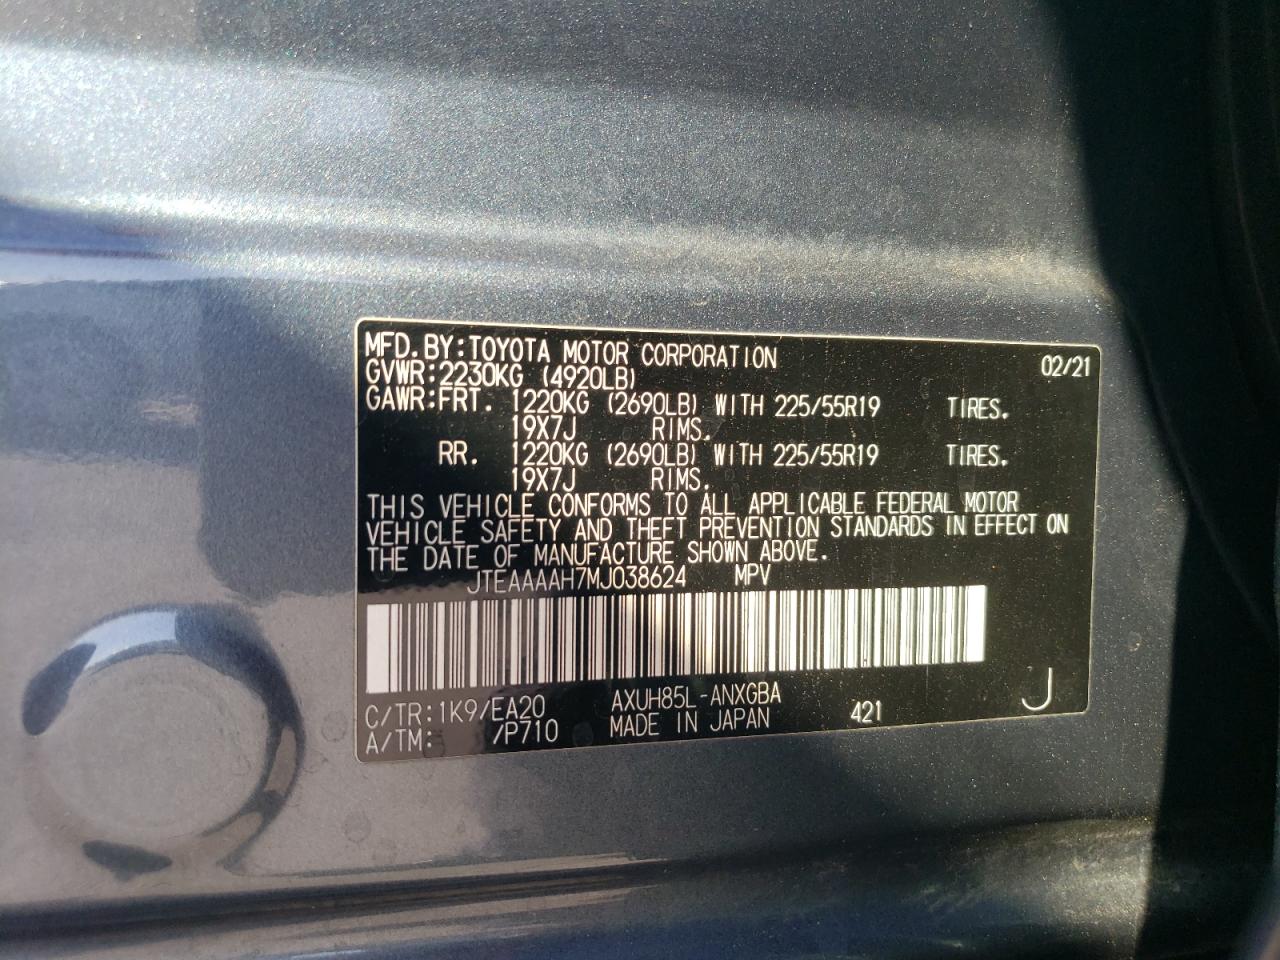 MFD.BY:TOYOTA MOTOR CORPORATION 02/21
GVWR:2230KG (4920LB)
GAWR:FRT. 1220KG (2690LB) WITH 225/55R19 TIRES.
19X7J RIMS.
RR. 1220KG (2690LB) WITH 225/55R19 TIRES.
19X7J RIMS.
THIS VEHICLE CONFORMS TO ALL APPLICABLE FEDERAL MOTOR
VEHICLE SAFETY AND THEFT PREVENTION STANDARDS IN EFFECT ON
THE DATE OF MANUFACTURE SHOWN ABOVE.
JTEAAAAH7MJ038624 MPV
C/TR:1K9/EA20 AXUH85L-ANXGBA
A/TM: /P710 MADE IN JAPAN 421 J